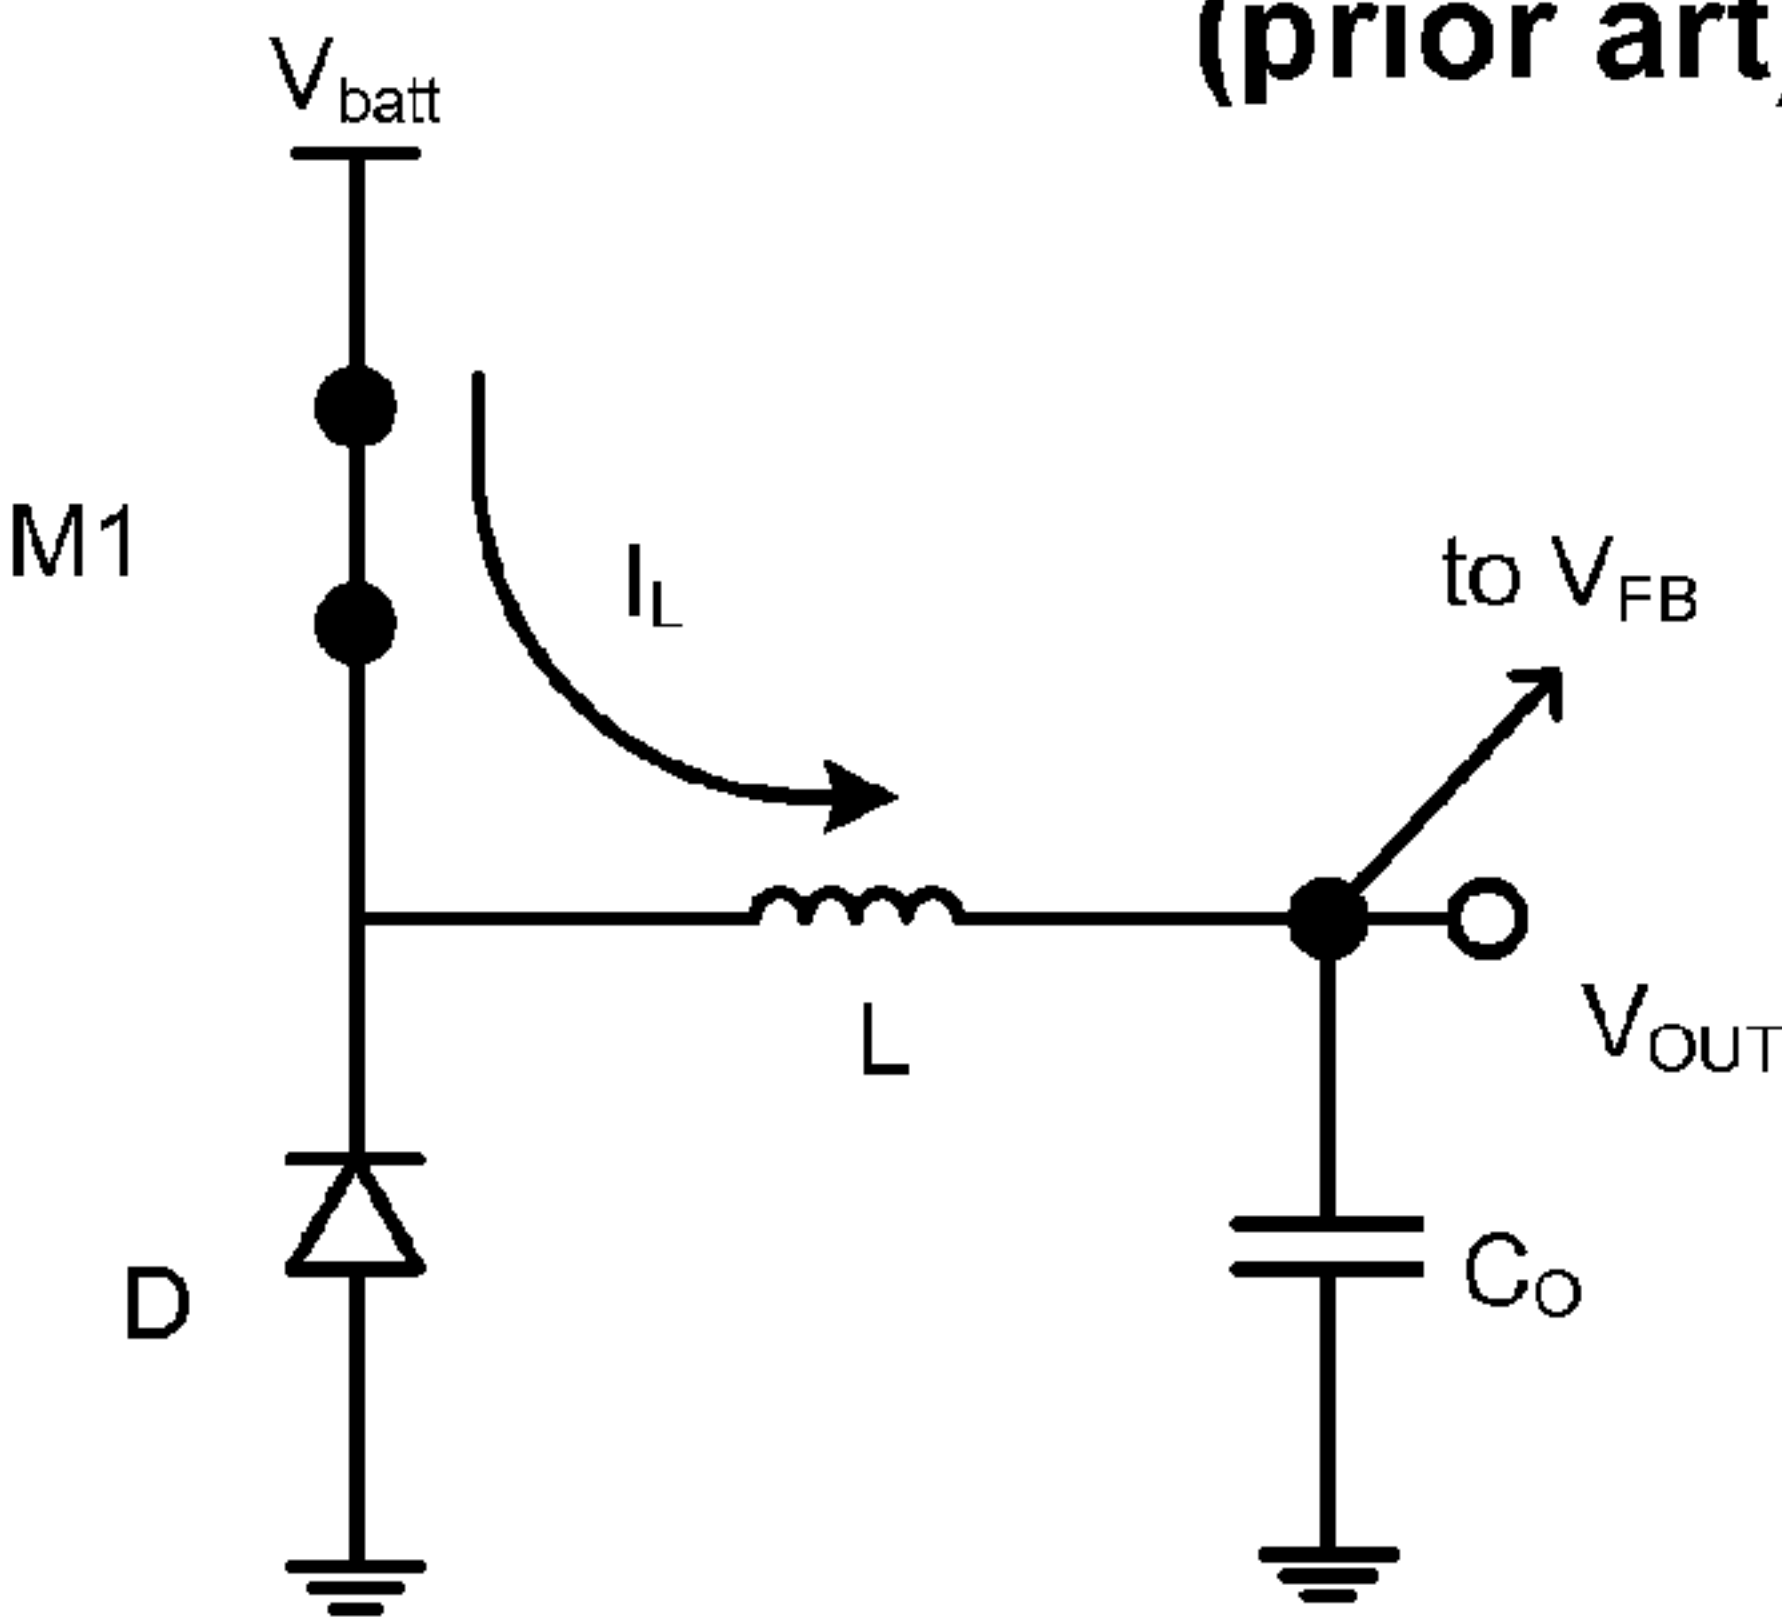 (prior art)
Vbatt
M1
IL
to VFB
L
VOUT
D
CO